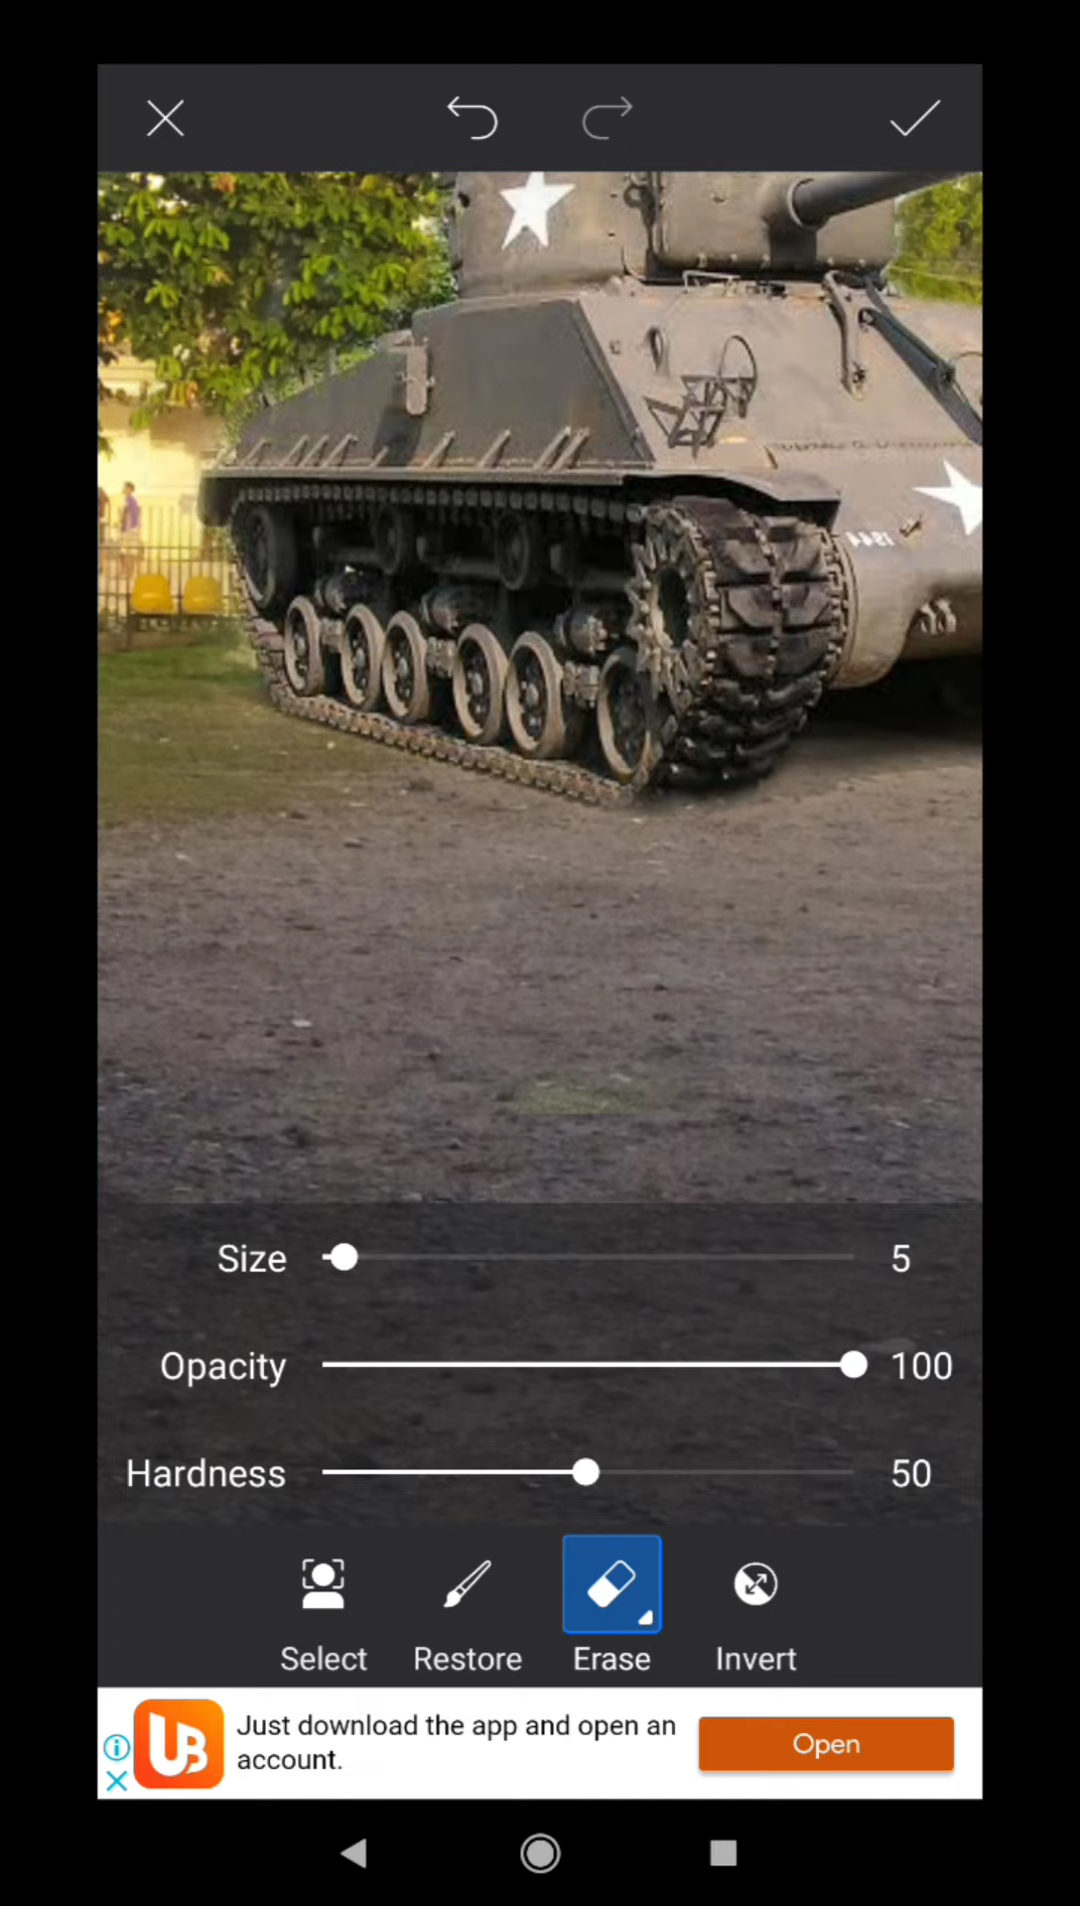 Size 5
Opacity 100
Hardness 50
Select Restore Erase Invert
Just download the app and open an
account.
Open
UB